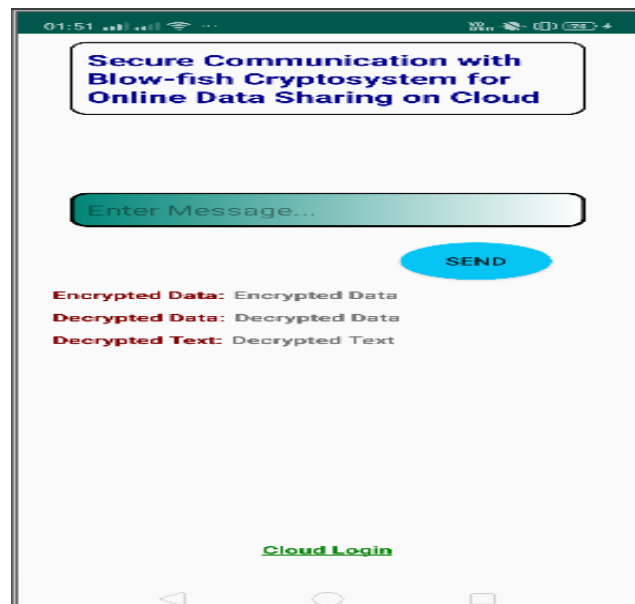 01:51
Secure Communication with
Blow-fish Cryptosystem for
Online Data Sharing on Cloud
Enter Message...
SEND
Encrypted Data: Encrypted Data
Decrypted Data: Decrypted Data
Decrypted Text: Decrypted Text
Cloud Login